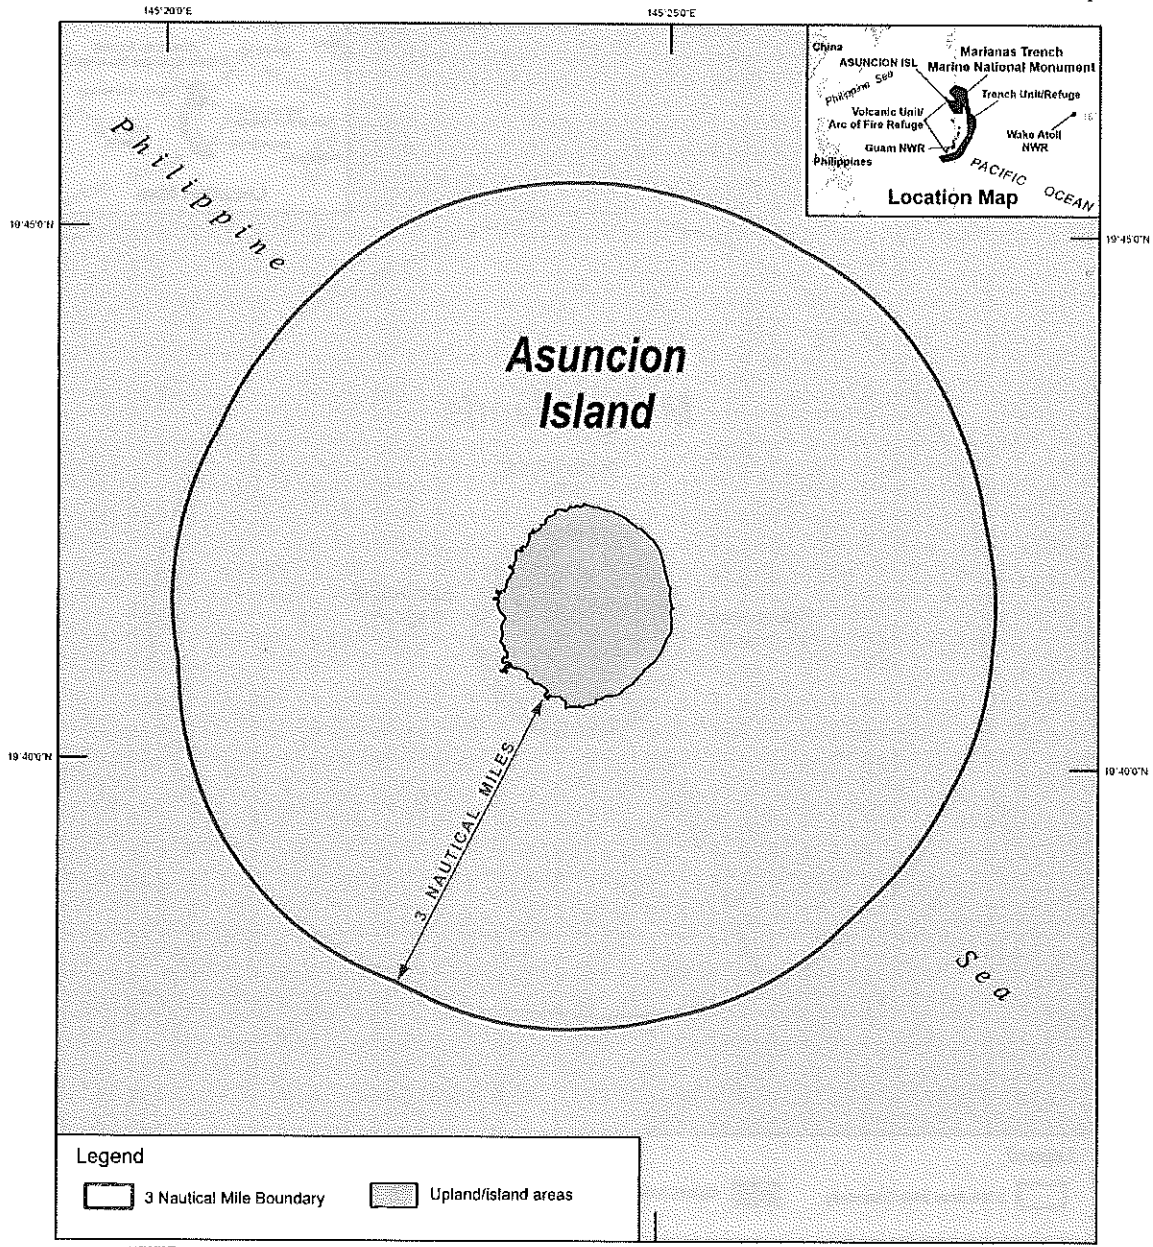 145°20'0"E
145°25'0"E
China
Marianas Trench
Marine National Monument
ASUNCION ISL
Philippine Sea
Trench Unit/Refuge
Volcanic Unit/
Arc of Fire Refuge
Wake Atoll
NWR
Guam NWR
Philippines
PACIFIC OCEAN
Location Map
Philippine
19°45'0"N
19°45'0"N
Asuncion
Island
19°40'0"N
19°40'0"N
3 NAUTICAL MILES
Sea
Legend
3 Nautical Mile Boundary
Upland/island areas